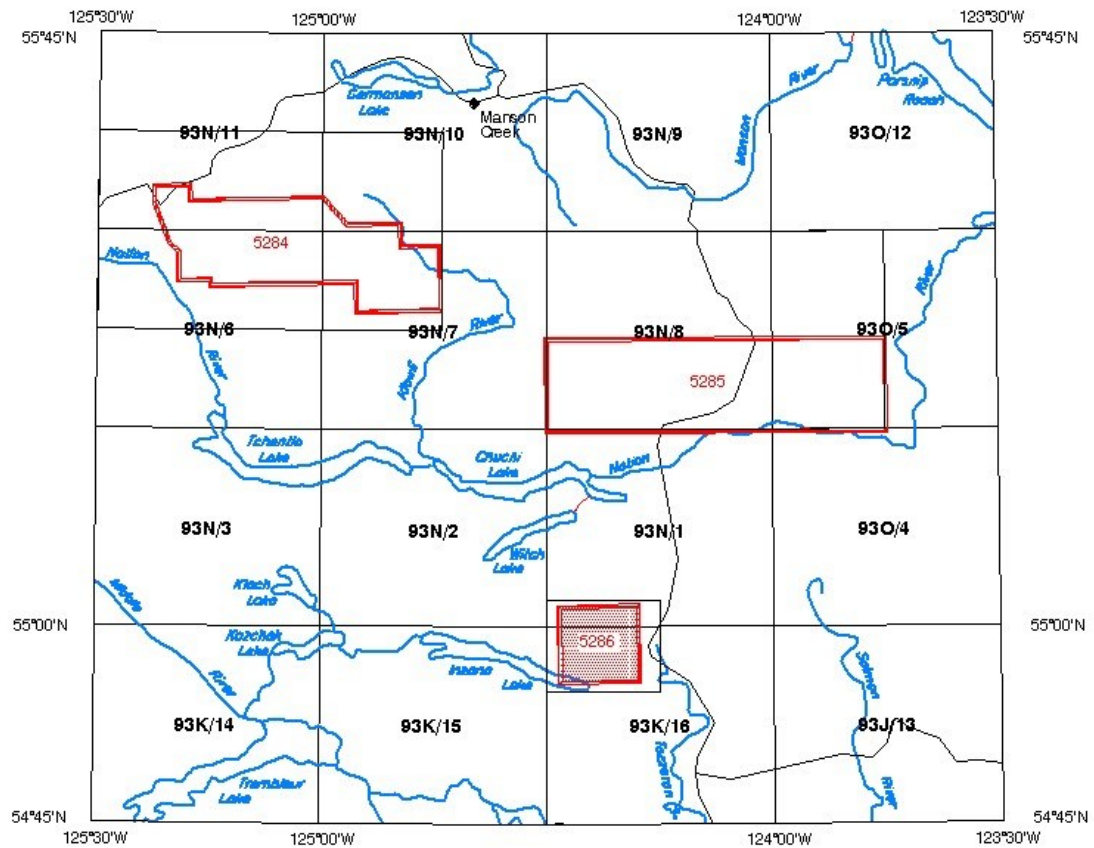 125°30'W
125°00'W
124°00'W
123°30'W
55°45'N
55°45'N
Germansen
Lake
Manson
Creek
River
Manson
Parsnip
Reach
93N/11
93N/10
93N/9
93O/12
5284
Nation
River
River
Klawli
River
93N/6
93N/7
93N/8
93O/5
5285
Tchentlo
Lake
Chuchi
Lake
Nation
93N/3
93N/2
93N/1
93O/4
Witch
Lake
Klach
Lake
Kazchek
Lake
River
Inzana
Lake
5286
55°00'N
55°00'N
Salmon
River
93K/14
93K/15
93K/16
93J/13
Trembleur
Lake
54°45'N
54°45'N
125°30'W
125°00'W
124°00'W
123°30'W